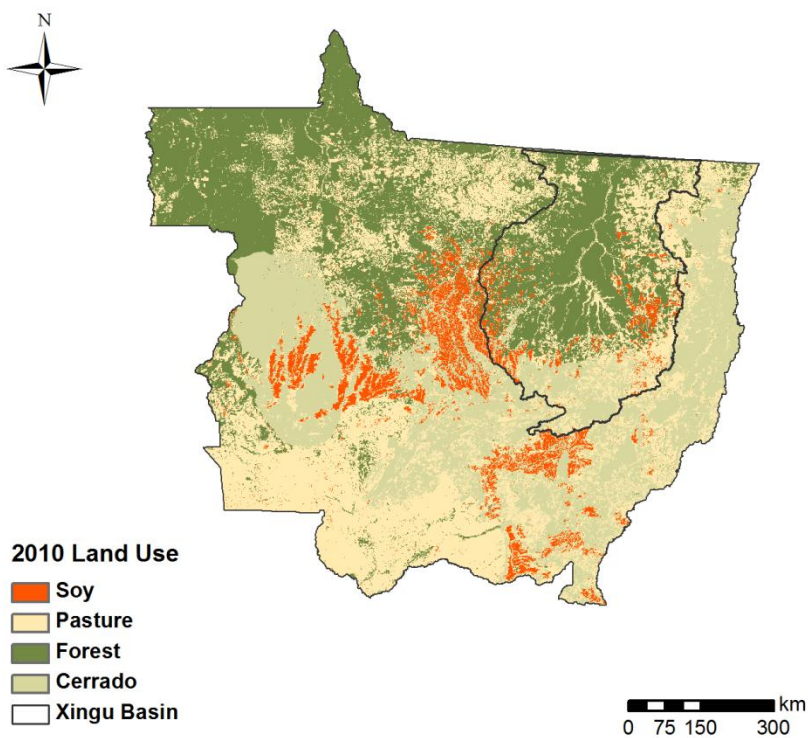 N
2010 Land Use
Soy
Pasture
Forest
Cerrado
Xingu Basin
km
0 75 150 300